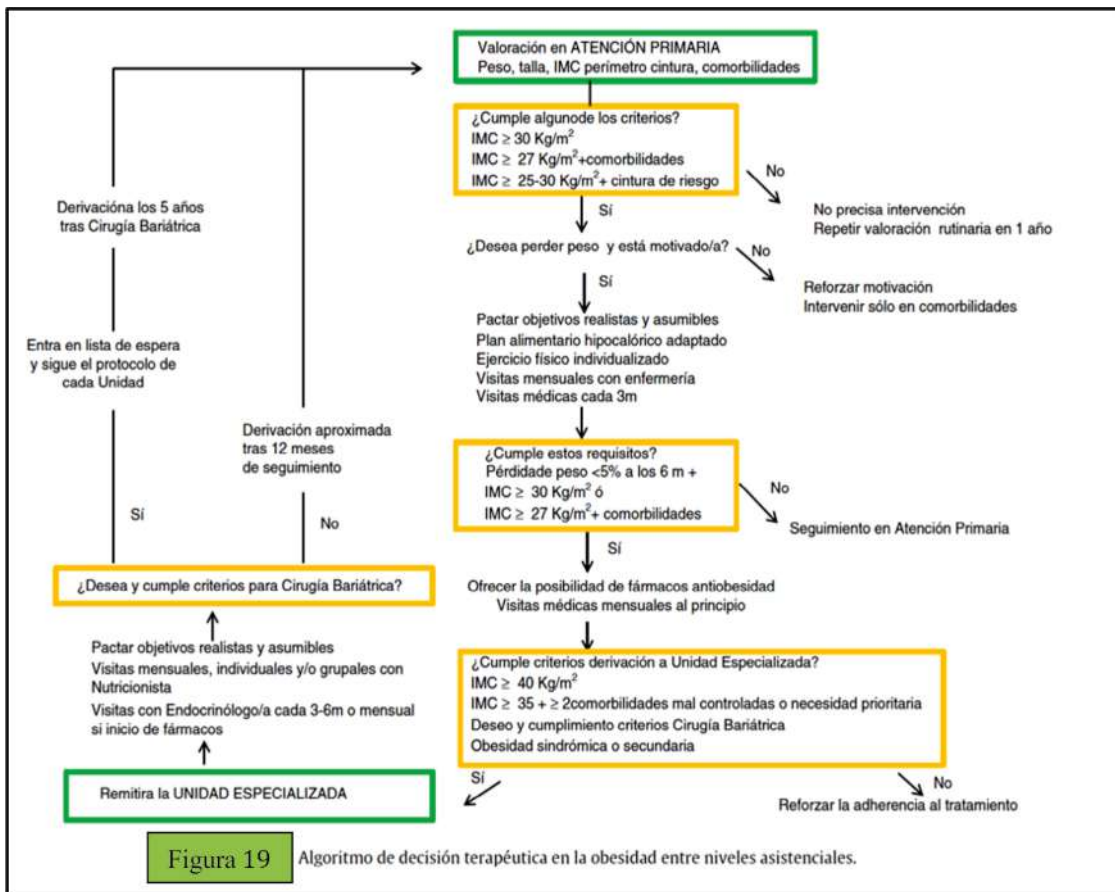 Valoración en ATENCIÓN PRIMARIA
Peso, talla, IMC perímetro cintura, comorbilidades
¿Cumple algunode los criterios?
IMC ≥ 30 Kg/m²
IMC ≥ 27 Kg/m²+comorbilidades
IMC ≥ 25-30 Kg/m²+ cintura de riesgo
No
No precisa intervención
Repetir valoración rutinaria en 1 año
Sí
¿Desea perder peso y está motivado/a?
No
Reforzar motivación
Intervenir sólo en comorbilidades
Sí
Pactar objetivos realistas y asumibles
Plan alimentario hipocalórico adaptado
Ejercicio físico individualizado
Visitas mensuales con enfermería
Visitas médicas cada 3m
¿Cumple estos requisitos?
Pérdidade peso <5% a los 6 m +
IMC ≥ 30 Kg/m² ó
IMC ≥ 27 Kg/m²+ comorbilidades
No
Seguimiento en Atención Primaria
Sí
Ofrecer la posibilidad de fármacos antiobesidad
Visitas médicas mensuales al principio
¿Cumple criterios derivación a Unidad Especializada?
IMC ≥ 40 Kg/m²
IMC ≥ 35 + ≥ 2comorbilidades mal controladas o necesidad prioritaria
Deseo y cumplimiento criterios Cirugía Bariátrica
Obesidad sindrómica o secundaria
No
Reforzar la adherencia al tratamiento
Sí
Remitira la UNIDAD ESPECIALIZADA
Pactar objetivos realistas y asumibles
Visitas mensuales, individuales y/o grupales con
Nutricionista
Visitas con Endocrinólogo/a cada 3-6m o mensual
si inicio de fármacos
¿Desea y cumple criterios para Cirugía Bariátrica?
Sí
Entra en lista de espera
y sigue el protocolo de
cada Unidad
Derivacióna los 5 años
tras Cirugía Bariátrica
No
Derivación aproximada
tras 12 meses
de seguimiento
Figura 19
Algoritmo de decisión terapéutica en la obesidad entre niveles asistenciales.